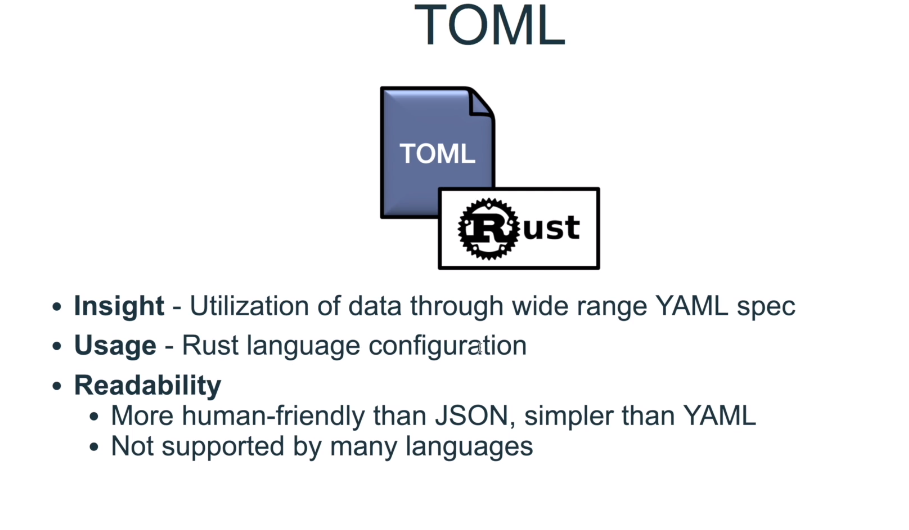 TOML
TOML
Rust
Insight - Utilization of data through wide range YAML spec
Usage - Rust language configuration
Readability
More human-friendly than JSON, simpler than YAML
Not supported by many languages